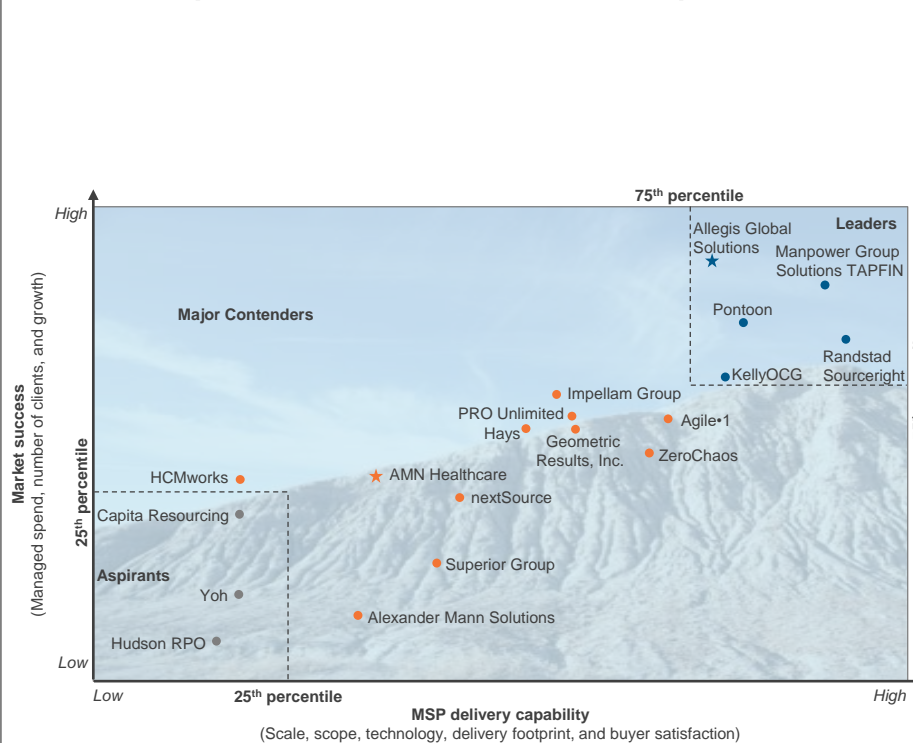 75th percentile
High
Leaders
Allegis Global
Solutions
Manpower Group
Solutions TAPFIN
Major Contenders
Pontoon
Randstad
Sourceright
KellyOCG
Impellam Group
PRO Unlimited
Agile•1
Hays
Geometric
Results, Inc.
ZeroChaos
HCMworks
AMN Healthcare
nextSource
Capita Resourcing
Superior Group
Aspirants
Yoh
Alexander Mann Solutions
Hudson RPO
Low
Market success
(Managed spend, number of clients, and growth)
25th percentile
Low
25th percentile
High
MSP delivery capability
(Scale, scope, technology, delivery footprint, and buyer satisfaction)